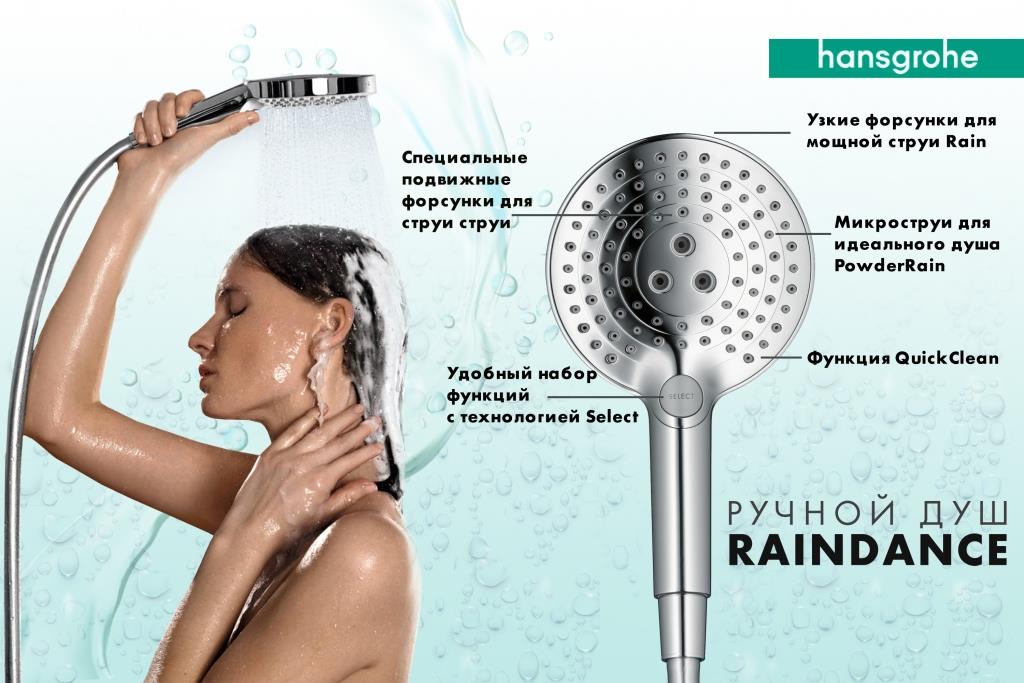 hansgrohe
Узкие форсунки для
мощной струи Rain
Специальные
подвижные
форсунки для
струи струи
Микроструи для
идеального душа
PowderRain
Функция QuickClean
Удобный набор
функций
с технологией Select
SELECT
РУЧНОЙ ДУШ
RAINDANCE